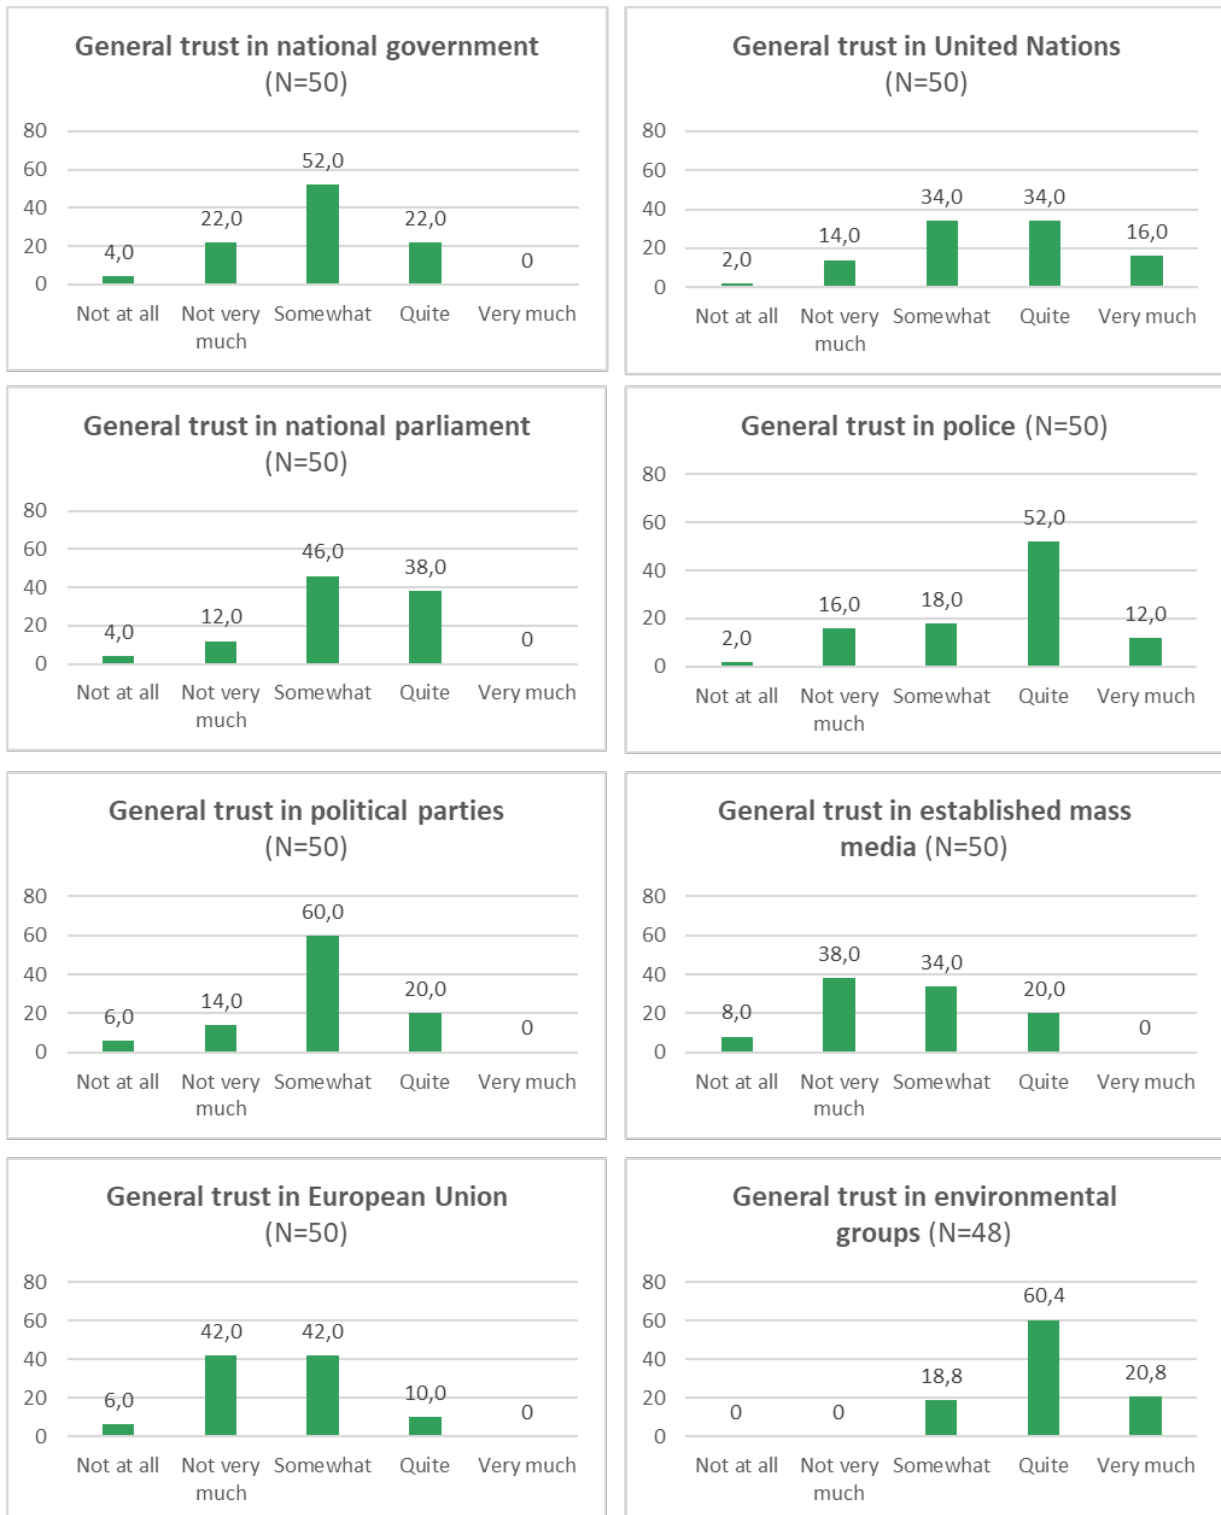 General trust in national government
(N=50)
80
60
40
20
0
4,0
22,0
52,0
22,0
0
Not at all Not very Somewhat Quite Very much
much
General trust in United Nations
(N=50)
80
60
40
20
0
2,0
14,0
34,0
34,0
16,0
Not at all Not very Somewhat Quite Very much
much
General trust in national parliament
(N=50)
80
60
40
20
0
4,0
12,0
46,0
38,0
0
Not at all Not very Somewhat Quite Very much
much
General trust in police (N=50)
80
60
40
20
0
2,0
16,0
18,0
52,0
12,0
Not at all Not very Somewhat Quite Very much
much
General trust in political parties
(N=50)
80
60
40
20
0
6,0
14,0
60,0
20,0
0
Not at all Not very Somewhat Quite Very much
much
General trust in established mass
media (N=50)
80
60
40
20
0
8,0
38,0
34,0
20,0
0
Not at all Not very Somewhat Quite Very much
much
General trust in European Union
(N=50)
80
60
40
20
0
6,0
42,0
42,0
10,0
0
Not at all Not very Somewhat Quite Very much
much
General trust in environmental
groups (N=48)
80
60
40
20
0
0
0
18,8
60,4
20,8
Not at all Not very Somewhat Quite Very much
much